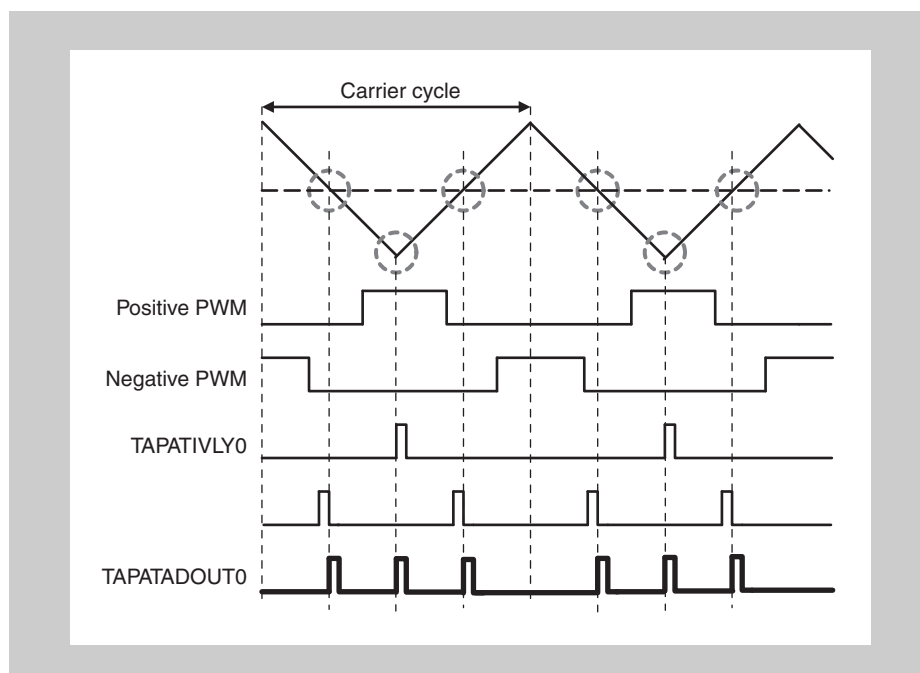 Carrier cycle
Positive PWM
Negative PWM
TAPATIVLY0
TAPATADOUT0